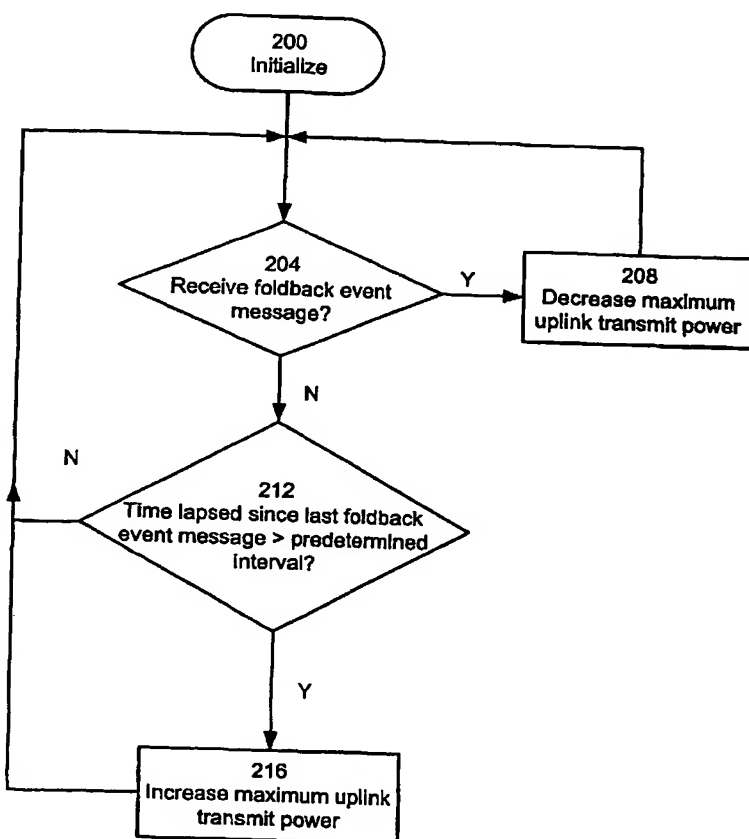 200
Initialize
204
Receive foldback event
message?
Y
208
Decrease maximum
uplink transmit power
N
N
212
Time lapsed since last foldback
event message > predetermined
interval?
Y
216
Increase maximum uplink
transmit power